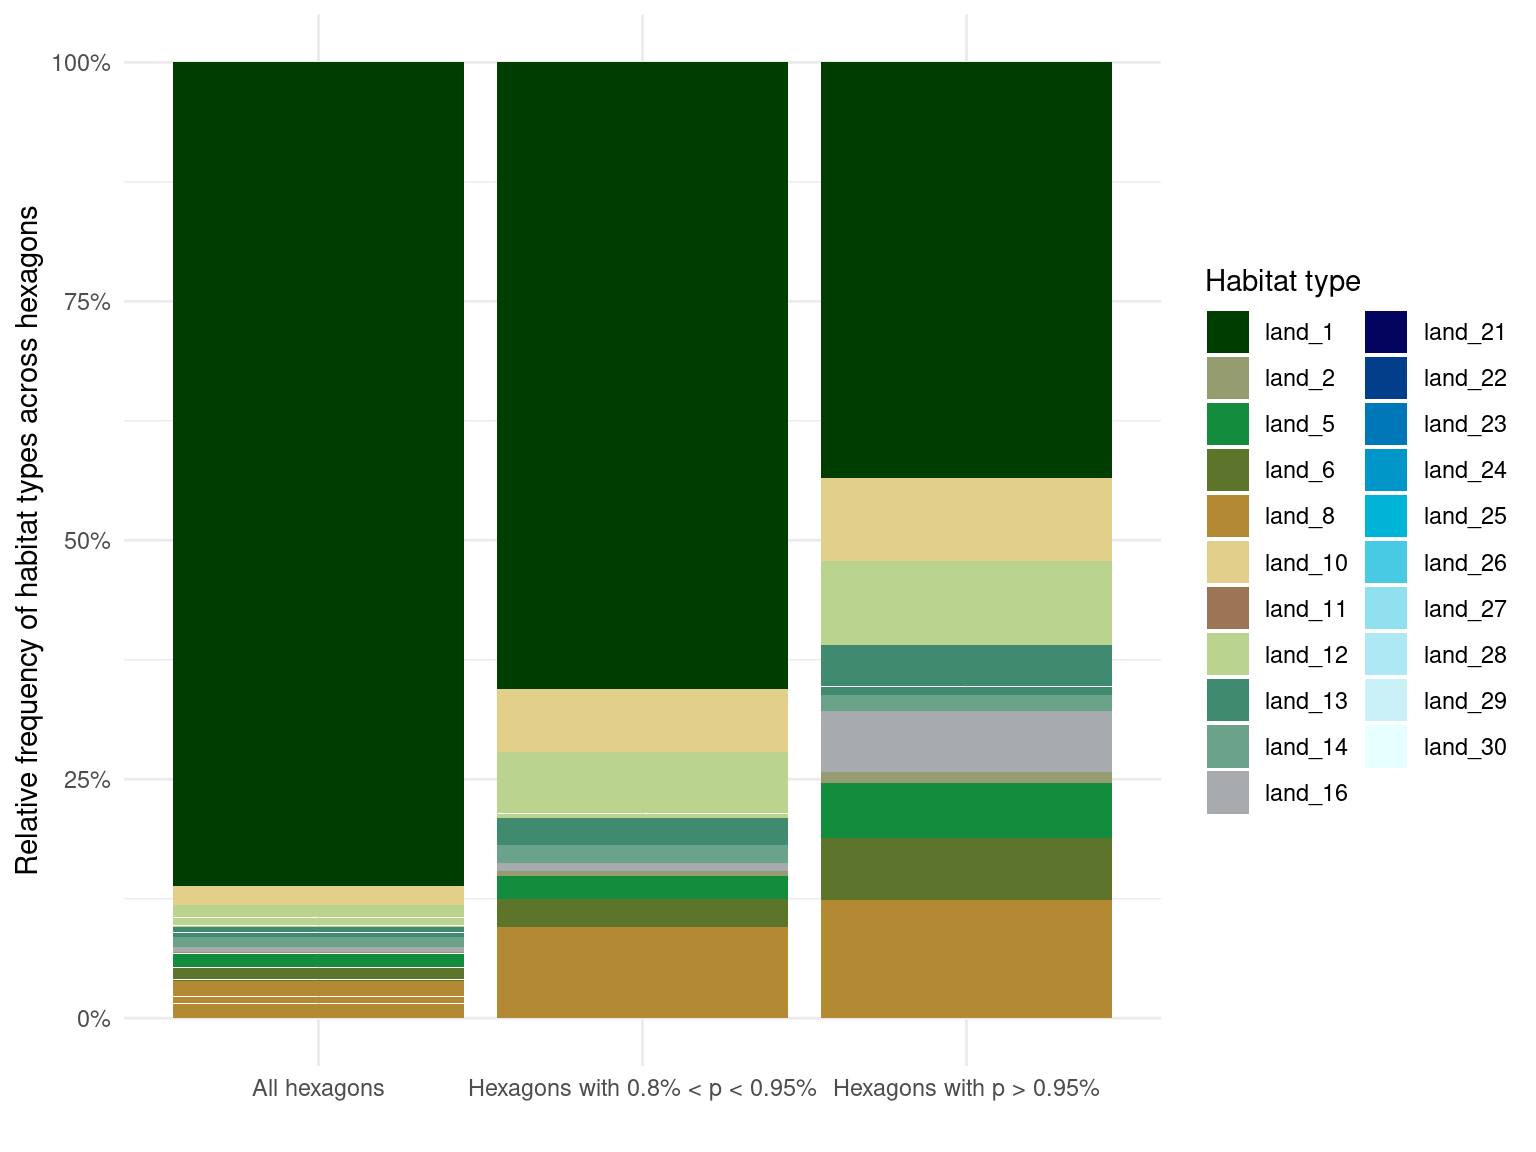 Relative frequency of habitat types across hexagons
100%
75%
50%
25%
0%
All hexagons
Hexagons with 0.8% < p < 0.95%
Hexagons with p > 0.95%
Habitat type
land_1
land_2
land_5
land_6
land_8
land_10
land_11
land_12
land_13
land_14
land_16
land_21
land_22
land_23
land_24
land_25
land_26
land_27
land_28
land_29
land_30